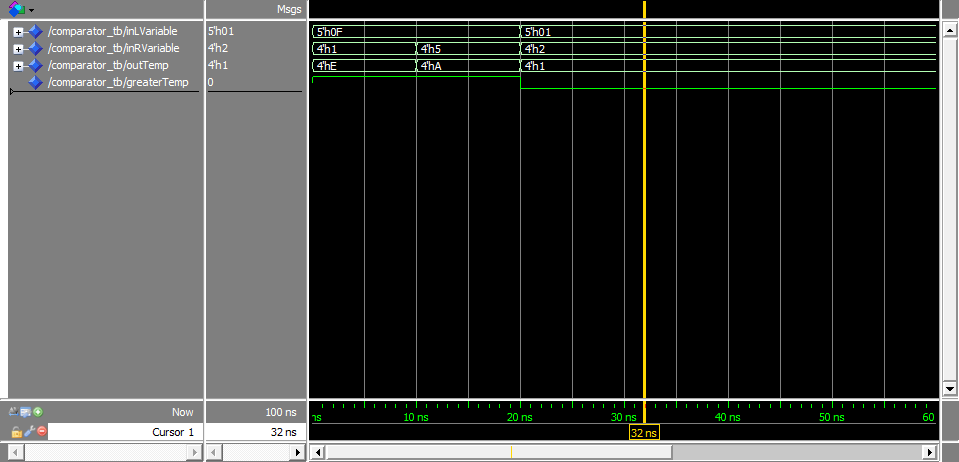 Msgs
/comparator_tb/inLVariable 5'h01 5'h0F 5'h01
/comparator_tb/inRVariable 4'h2 4'h1 4'h5 4'h2
/comparator_tb/outTemp 4'h1 4'hE 4'hA 4'h1
/comparator_tb/greaterTemp 0
Now 100 ns ns 10 ns 20 ns 30 ns 40 ns 50 ns 60
Cursor 1 32 ns 32 ns